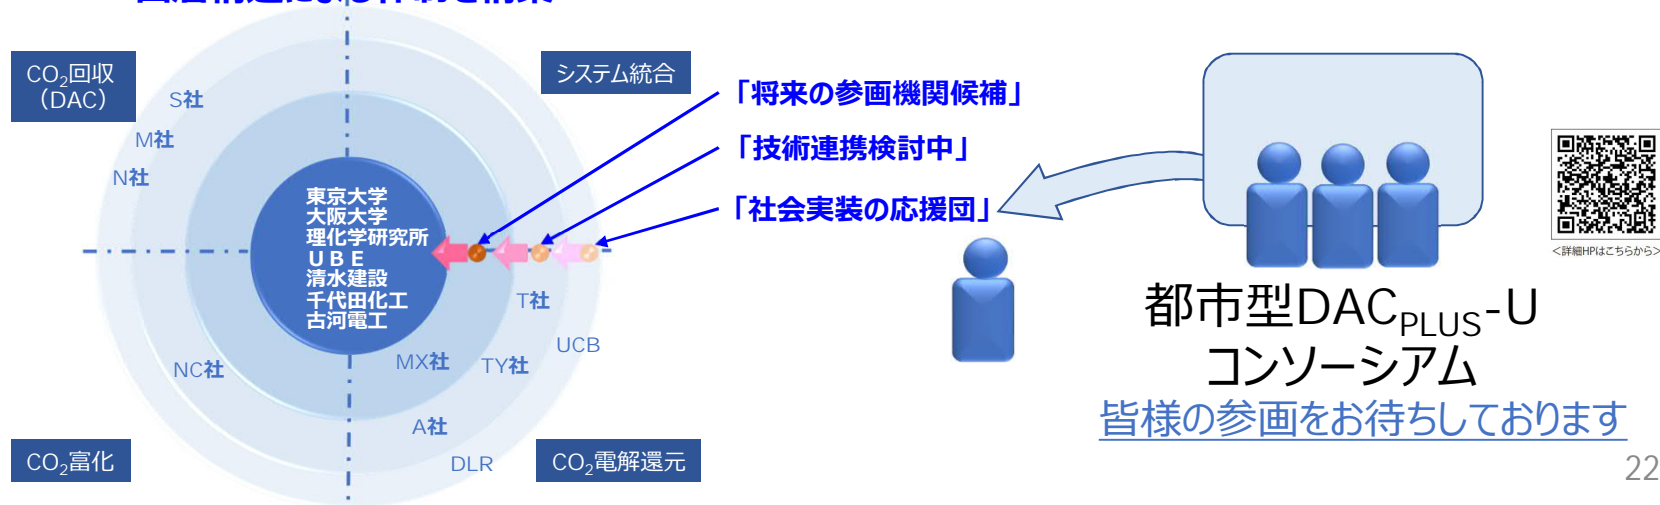 CO₂回収
（DAC）
システム統合
S社
M社
N社
「将来の参画機関候補」
「技術連携検討中」
「社会実装の応援団」
東京大学
大阪大学
理化学研究所
ＵＢＥ
清水建設
千代田化工
古河電工
T社
UCB
NC社
MX社
TY社
A社
DLR
CO₂富化
CO₂電解還元
<詳細HPはこちらから>
都市型DACPLUS-U
コンソーシアム
皆様の参画をお待ちしております
22